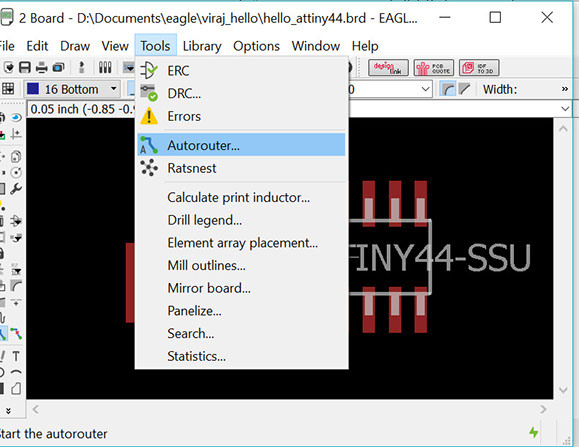 2 Board - D:\Documents\eagle\viraj_hello\hello_attiny44.brd - EAGL
File Edit Draw View Tools Library Options Window Help
design link PCB QUOTE IDF TO 3D
16 Bottom Width: »
0.05 inch (-0.85 -0.
ERC
DRC...
Errors
Autorouter...
Ratsnest
Calculate print inductor...
Drill legend...
Element array placement...
Mill outlines...
Mirror board...
Panelize...
Search...
Statistics...
TINY44-SSU
Start the autorouter